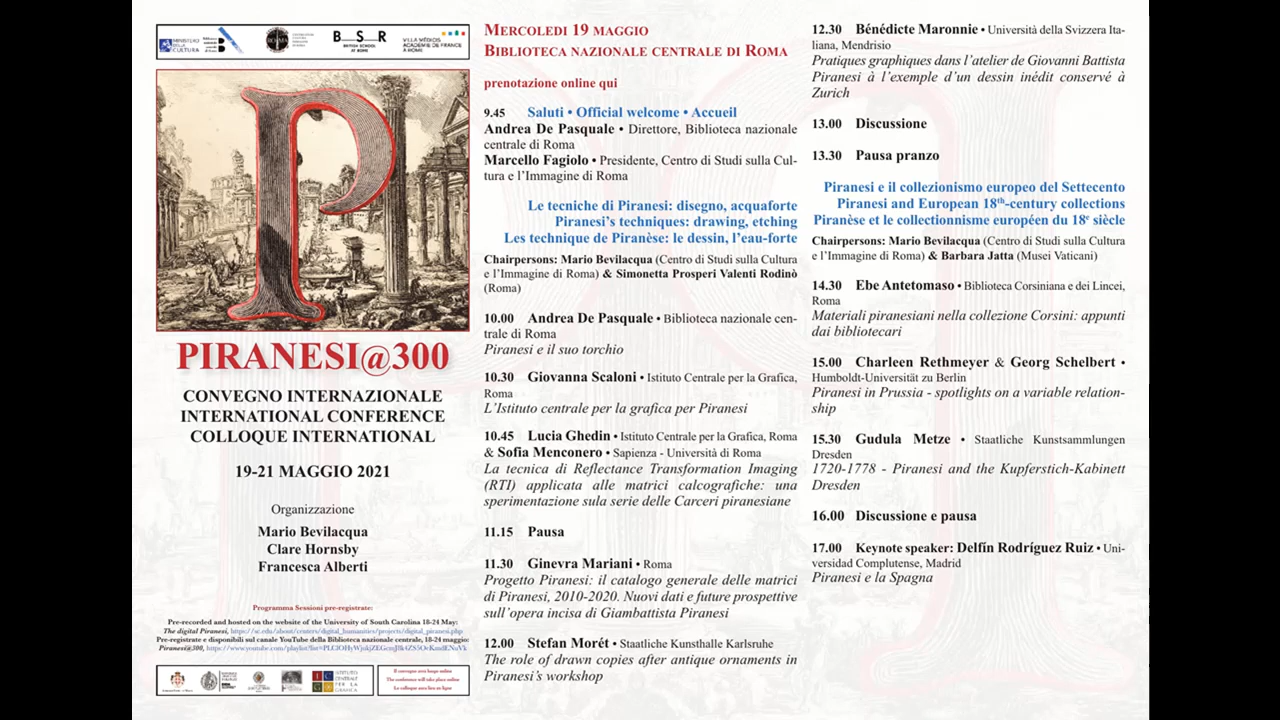 MINISTERO
DELLA
CULTURA
B S R
BRITISH SCHOOL
AT ROME
VILLA MÉDICIS
ACADÉMIE DE FRANCE
À ROME
P
PIRANESI@300
CONVEGNO INTERNAZIONALE
INTERNATIONAL CONFERENCE
COLLOQUE INTERNATIONAL
19-21 MAGGIO 2021
Organizzazione
Mario Bevilacqua
Clare Hornsby
Francesca Alberti
Programma Sessioni pre-registrate:
Pre-recorded and hosted on the website of the University of South Carolina 18-24 May:
The digital Piranesi, https://sc.edu/about/centers/digital_humanities/projects/digital_piranesi.php
Pre-registrate e disponibili sul canale YouTube della Biblioteca nazionale centrale, 18-24 maggio:
Piranesi@300,
ISTITUTO
CENTRALE
PER LA
GRAFICA
Il convegno avrà luogo online
The conference will take place online
Le colloque aura lieu en ligne
MERCOLEDI 19 MAGGIO
BIBLIOTECA NAZIONALE CENTRALE DI ROMA
prenotazione online qui
9.45 Saluti • Official welcome • Accueil
Andrea De Pasquale • Direttore, Biblioteca nazionale
centrale di Roma
Marcello Fagiolo • Presidente, Centro di Studi sulla Cul-
tura e l’Immagine di Roma
Le tecniche di Piranesi: disegno, acquaforte
Piranesi’s techniques: drawing, etching
Les technique de Piranèse: le dessin, l’eau-forte
Chairpersons: Mario Bevilacqua (Centro di Studi sulla Cultura
e l’Immagine di Roma) & Simonetta Prosperi Valenti Rodinò
(Roma)
10.00 Andrea De Pasquale • Biblioteca nazionale cen-
trale di Roma
Piranesi e il suo torchio
10.30 Giovanna Scaloni • Istituto Centrale per la Grafica,
Roma
L’Istituto centrale per la grafica per Piranesi
10.45 Lucia Ghedin • Istituto Centrale per la Grafica, Roma
& Sofia Menconero • Sapienza - Università di Roma
La tecnica di Reflectance Transformation Imaging
(RTI) applicata alle matrici calcografiche: una
sperimentazione sula serie delle Carceri piranesiane
11.15 Pausa
11.30 Ginevra Mariani • Roma
Progetto Piranesi: il catalogo generale delle matrici
di Piranesi, 2010-2020. Nuovi dati e future prospettive
sull’opera incisa di Giambattista Piranesi
12.00 Stefan Morét • Staatliche Kunsthalle Karlsruhe
The role of drawn copies after antique ornaments in
Piranesi’s workshop
12.30 Bénédicte Maronnie • Università della Svizzera Ita-
liana, Mendrisio
Pratiques graphiques dans l’atelier de Giovanni Battista
Piranesi à l’exemple d’un dessin inédit conservé à
Zurich
13.00 Discussione
13.30 Pausa pranzo
Piranesi e il collezionismo europeo del Settecento
Piranesi and European 18th-century collections
Piranèse et le collectionnisme européen du 18e siècle
Chairpersons: Mario Bevilacqua (Centro di Studi sulla Cultura
e l’Immagine di Roma) & Barbara Jatta (Musei Vaticani)
14.30 Ebe Antetomaso • Biblioteca Corsiniana e dei Lincei,
Roma
Materiali piranesiani nella collezione Corsini: appunti
dai bibliotecari
15.00 Charleen Rethmeyer & Georg Schelbert •
Humboldt-Universität zu Berlin
Piranesi in Prussia - spotlights on a variable relation-
ship
15.30 Gudula Metze • Staatliche Kunstsammlungen
Dresden
1720-1778 - Piranesi and the Kupferstich-Kabinett
Dresden
16.00 Discussione e pausa
17.00 Keynote speaker: Delfín Rodríguez Ruiz • Uni-
versidad Complutense, Madrid
Piranesi e la Spagna